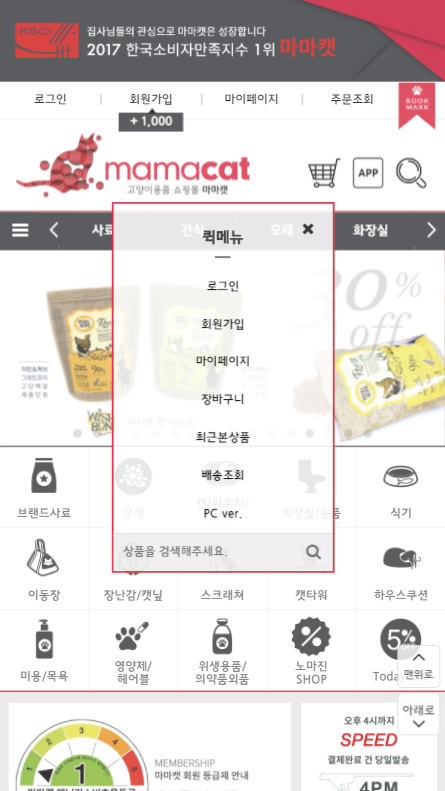 KSCI
집사님들의 관심으로 마마캣은 성장합니다
2017 한국소비자만족지수 1위 마마캣
로그인 | 회원가입 | 마이페이지 | 주문조회
BOOK MARK
+ 1,000
mamacat
고양이용품 쇼핑몰 마마캣
APP
사료 간식 모래 화장실
퀵메뉴
로그인
회원가입
마이페이지
장바구니
최근본상품
배송조회
PC ver.
상품을 검색해주세요.
30%
off
브랜드사료 모래 화장실/용품 식기
이동장 장난감/캣닢 스크래쳐 캣타워 하우스쿠션
미용/목욕 영양제/헤어볼 위생용품/의약품외품 노마진 SHOP
5%
맨위로
아래로
1 2 3 4 5
1
MEMBERSHIP
마마캣 회원 등급제 안내
오후 4시까지
SPEED
결제완료 건 당일발송
4PM